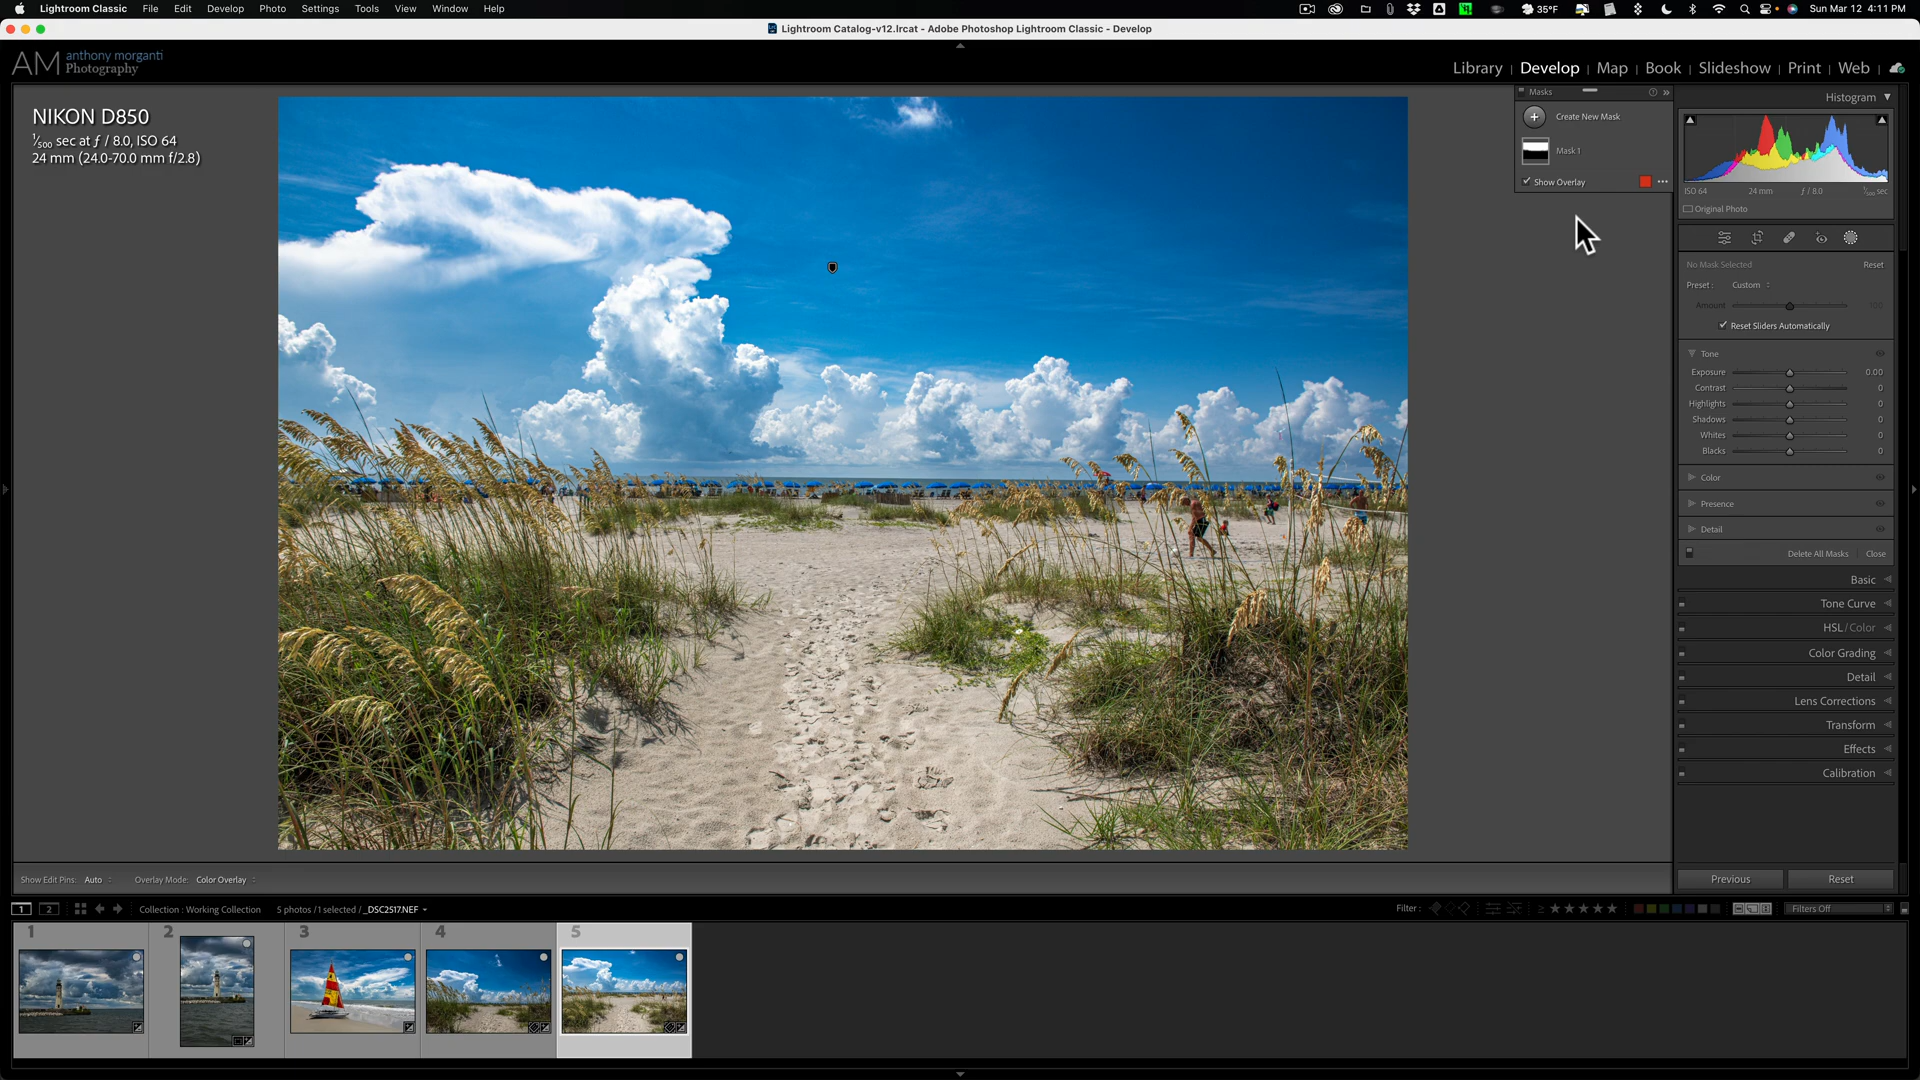 Lightroom Classic File Edit Develop Photo Settings Tools View Window Help 35°F Sun Mar 12 4:11 PM
Lightroom Catalog-v12.lrcat - Adobe Photoshop Lightroom Classic - Develop
AM anthony morganti Photography
Library | Develop | Map | Book | Slideshow | Print | Web
NIKON D850
1/500 sec at ƒ / 8.0, ISO 64
24 mm (24.0-70.0 mm f/2.8)
Masks
Create New Mask
Mask 1
Show Overlay
Histogram
ISO 64 24 mm ƒ / 8.0 1/500 sec
Original Photo
No Mask Selected Reset
Preset : Custom
Amount 100
Reset Sliders Automatically
Tone
Exposure 0.00
Contrast 0
Highlights 0
Shadows 0
Whites 0
Blacks 0
Color
Presence
Detail
Delete All Masks Close
Basic
Tone Curve
HSL / Color
Color Grading
Detail
Lens Corrections
Transform
Effects
Calibration
Previous Reset
Show Edit Pins: Auto Overlay Mode: Color Overlay
1 2 Collection : Working Collection 5 photos / 1 selected / _DSC2517.NEF Filter : ≥ ★★★★★ Filters Off
1 2 3 4 5